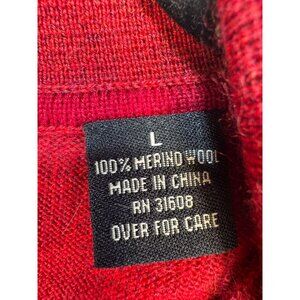 L
100% MERINO WOOL
MADE IN CHINA
RN 31608
OVER FOR CARE